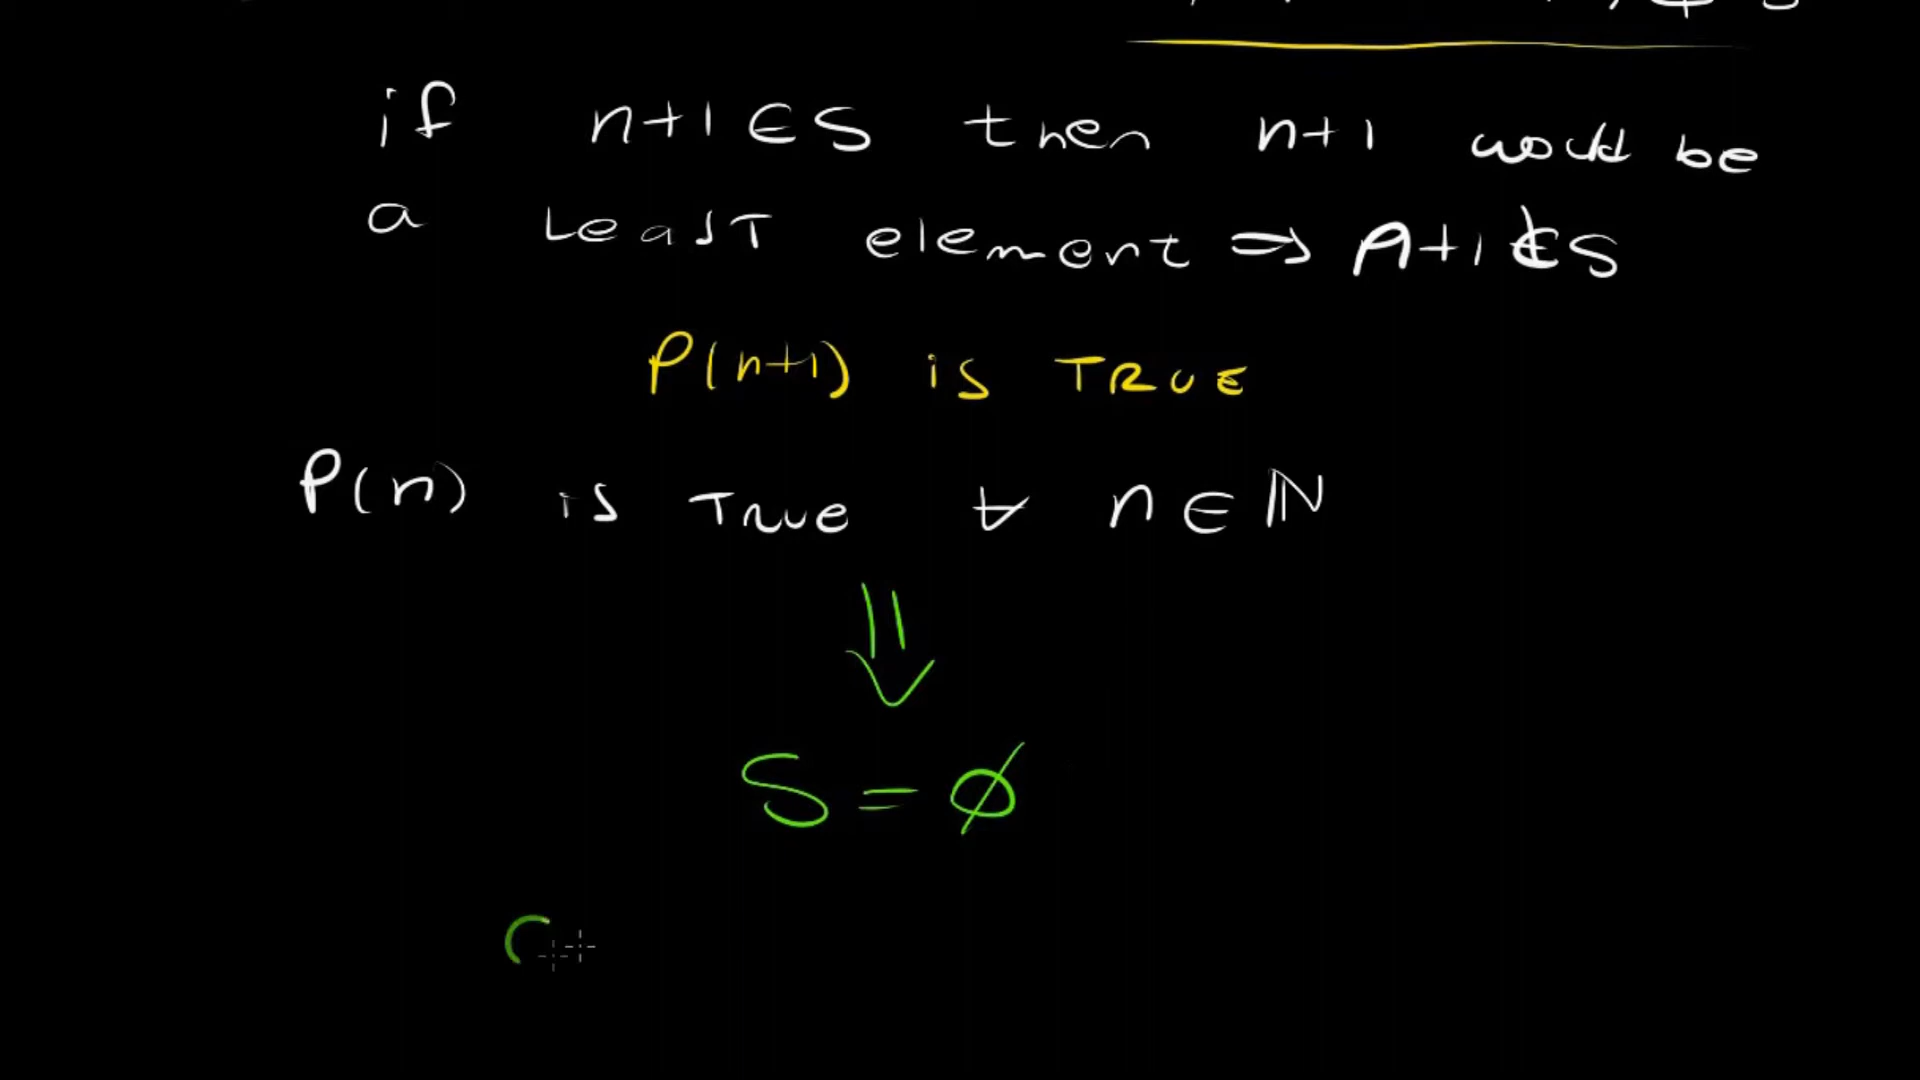 if n+1 ∈ S then n+1 would be
a Least element ⇒ n+1 ∉ S
P(n+1) is TRUE
P(n) is True ∀ n ∈ ℕ
⇓
S = ϕ